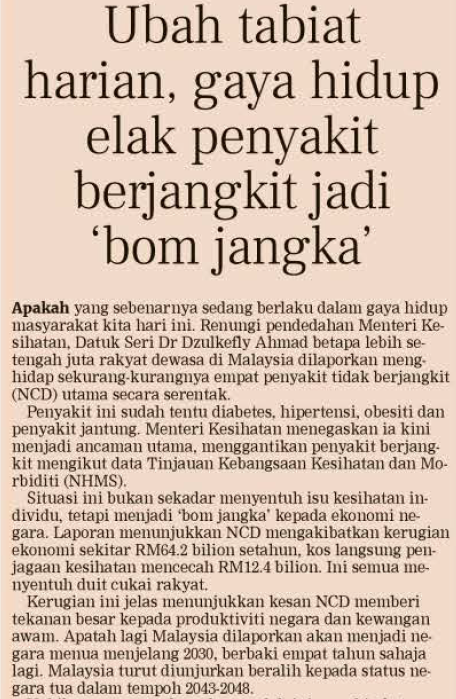 Ubah tabiat
harian, gaya hidup
elak penyakit
berjangkit jadi
‘bom jangka’
Apakah yang sebenarnya sedang berlaku dalam gaya hidup
masyarakat kita hari ini. Renungi pendedahan Menteri Ke-
sihatan, Datuk Seri Dr Dzulkefly Ahmad betapa lebih se-
tengah juta rakyat dewasa di Malaysia dilaporkan meng-
hidap sekurang-kurangnya empat penyakit tidak berjangkit
(NCD) utama secara serentak.
Penyakit ini sudah tentu diabetes, hipertensi, obesiti dan
penyakit jantung. Menteri Kesihatan menegaskan ia kini
menjadi ancaman utama, menggantikan penyakit berjang-
kit mengikut data Tinjauan Kebangsaan Kesihatan dan Mo-
rbiditi (NHMS).
Situasi ini bukan sekadar menyentuh isu kesihatan in-
dividu, tetapi menjadi ‘bom jangka’ kepada ekonomi ne-
gara. Laporan menunjukkan NCD mengakibatkan kerugian
ekonomi sekitar RM64.2 bilion setahun, kos langsung pen-
jagaan kesihatan mencecah RM12.4 bilion. Ini semua me-
nyentuh duit cukai rakyat.
Kerugian ini jelas menunjukkan kesan NCD memberi
tekanan besar kepada produktiviti negara dan kewangan
awam. Apatah lagi Malaysia dilaporkan akan menjadi ne-
gara menua menjelang 2030, berbaki empat tahun sahaja
lagi. Malaysia turut diunjurkan beralih kepada status ne-
gara tua dalam tempoh 2043-2048.